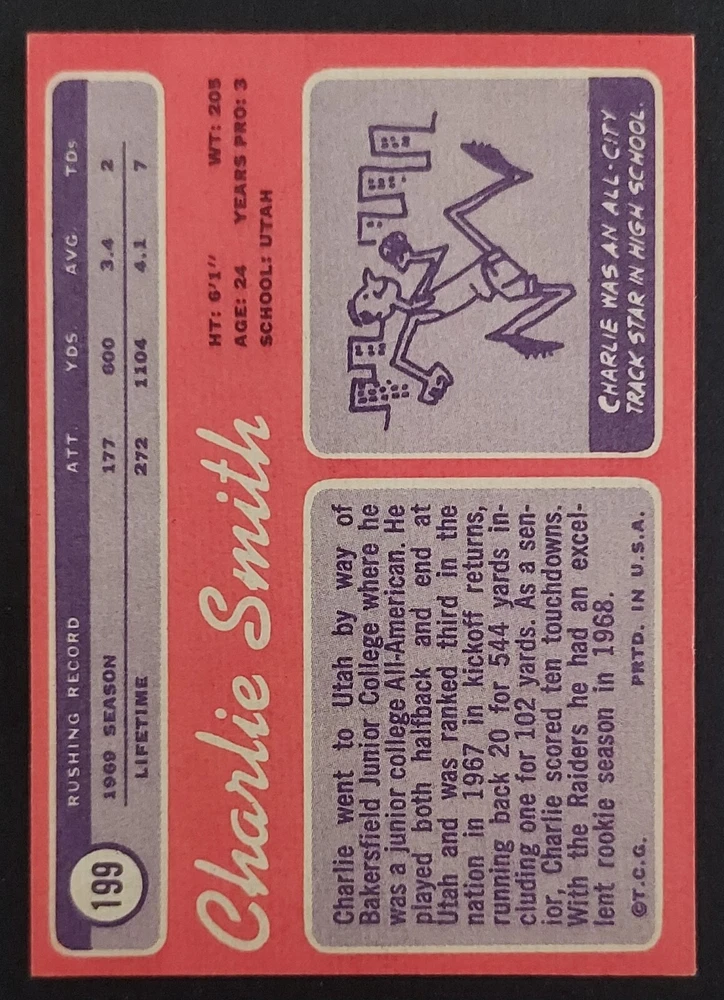 199
RUSHING RECORD ATT. YDS. AVG. TDs
1969 SEASON 177 600 3.4 2
LIFETIME 272 1104 4.1 7
Charlie Smith
HT: 6'1" WT: 205
AGE: 24 YEARS PRO: 3
SCHOOL: UTAH
Charlie went to Utah by way of
Bakersfield Junior College where he
was a junior college All-American. He
played both halfback and end at
Utah and was ranked third in the
nation in 1967 in kickoff returns,
running back 20 for 544 yards in-
cluding one for 102 yards. As a sen-
ior, Charlie scored ten touchdowns.
With the Raiders he had an excel-
lent rookie season in 1968.
©T.C.G. PRTD. IN U.S.A.
CHARLIE WAS AN ALL-CITY
TRACK STAR IN HIGH SCHOOL.